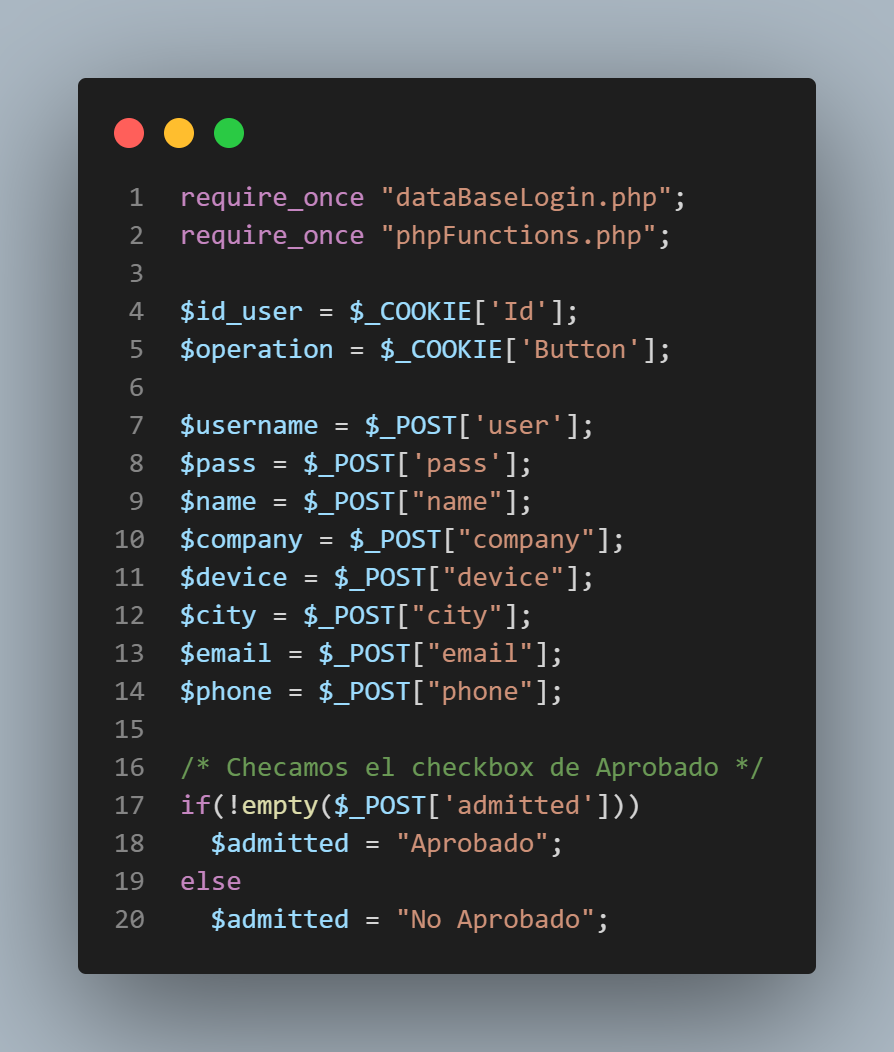 1 require_once "dataBaseLogin.php";
2 require_once "phpFunctions.php";
3
4 $id_user = $_COOKIE['Id'];
5 $operation = $_COOKIE['Button'];
6
7 $username = $_POST['user'];
8 $pass = $_POST['pass'];
9 $name = $_POST["name"];
10 $company = $_POST["company"];
11 $device = $_POST["device"];
12 $city = $_POST["city"];
13 $email = $_POST["email"];
14 $phone = $_POST["phone"];
15
16 /* Checamos el checkbox de Aprobado */
17 if(!empty($_POST['admitted']))
18   $admitted = "Aprobado";
19 else
20   $admitted = "No Aprobado";